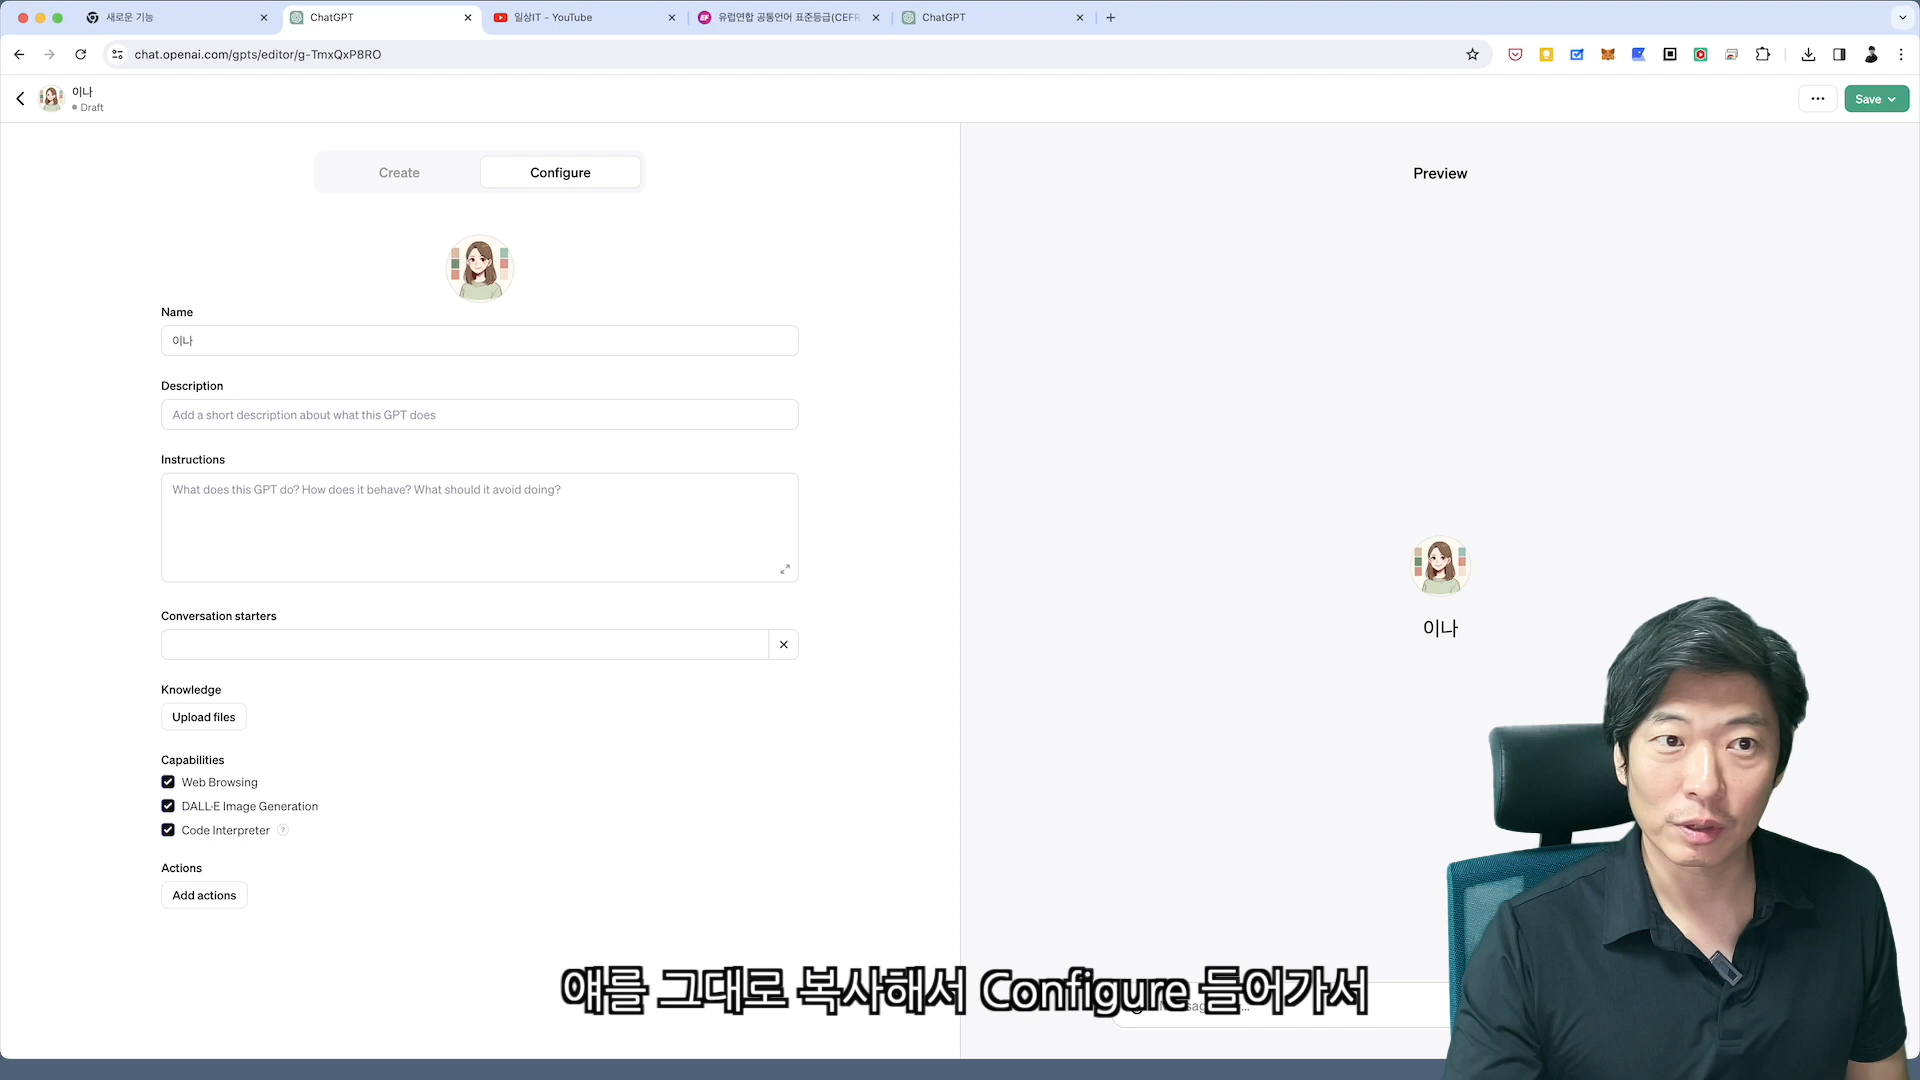 새로운 기능
ChatGPT
일상IT - YouTube
유럽연합 공통언어 표준등급(CEFR
ChatGPT
chat.openai.com/gpts/editor/g-TmxQxP8RO
이나
Draft
Save
Create
Configure
Preview
Name
이나
Description
Add a short description about what this GPT does
Instructions
What does this GPT do? How does it behave? What should it avoid doing?
이나
Conversation starters
Knowledge
Upload files
Capabilities
Web Browsing
DALL·E Image Generation
Code Interpreter
?
Actions
Add actions
얘를 그대로 복사해서 Configure 들어가서